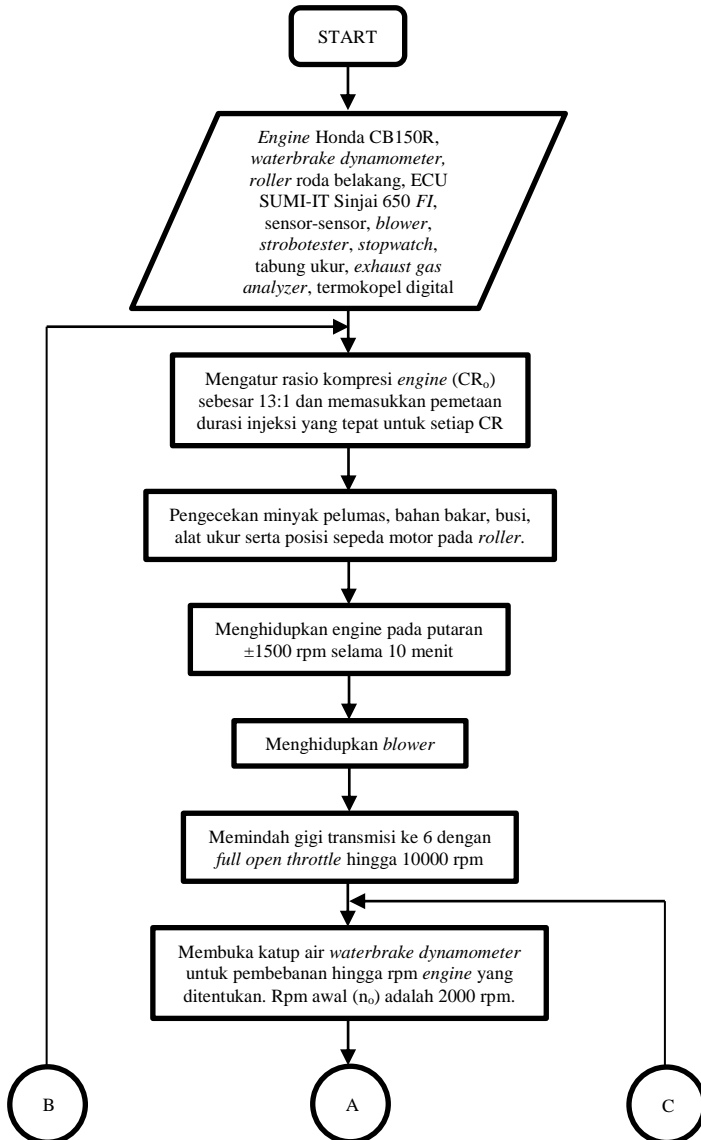 START
Engine Honda CB150R,
waterbrake dynamometer,
roller roda belakang, ECU
SUMI-IT Sinjai 650 FI,
sensor-sensor, blower,
strobotester, stopwatch,
tabung ukur, exhaust gas
analyzer, termokopel digital
Mengatur rasio kompresi engine (CRo)
sebesar 13:1 dan memasukkan pemetaan
durasi injeksi yang tepat untuk setiap CR
Pengecekan minyak pelumas, bahan bakar, busi,
alat ukur serta posisi sepeda motor pada roller.
Menghidupkan engine pada putaran
±1500 rpm selama 10 menit
Menghidupkan blower
Memindah gigi transmisi ke 6 dengan
full open throttle hingga 10000 rpm
Membuka katup air waterbrake dynamometer
untuk pembebanan hingga rpm engine yang
ditentukan. Rpm awal (no) adalah 2000 rpm.
B
A
C